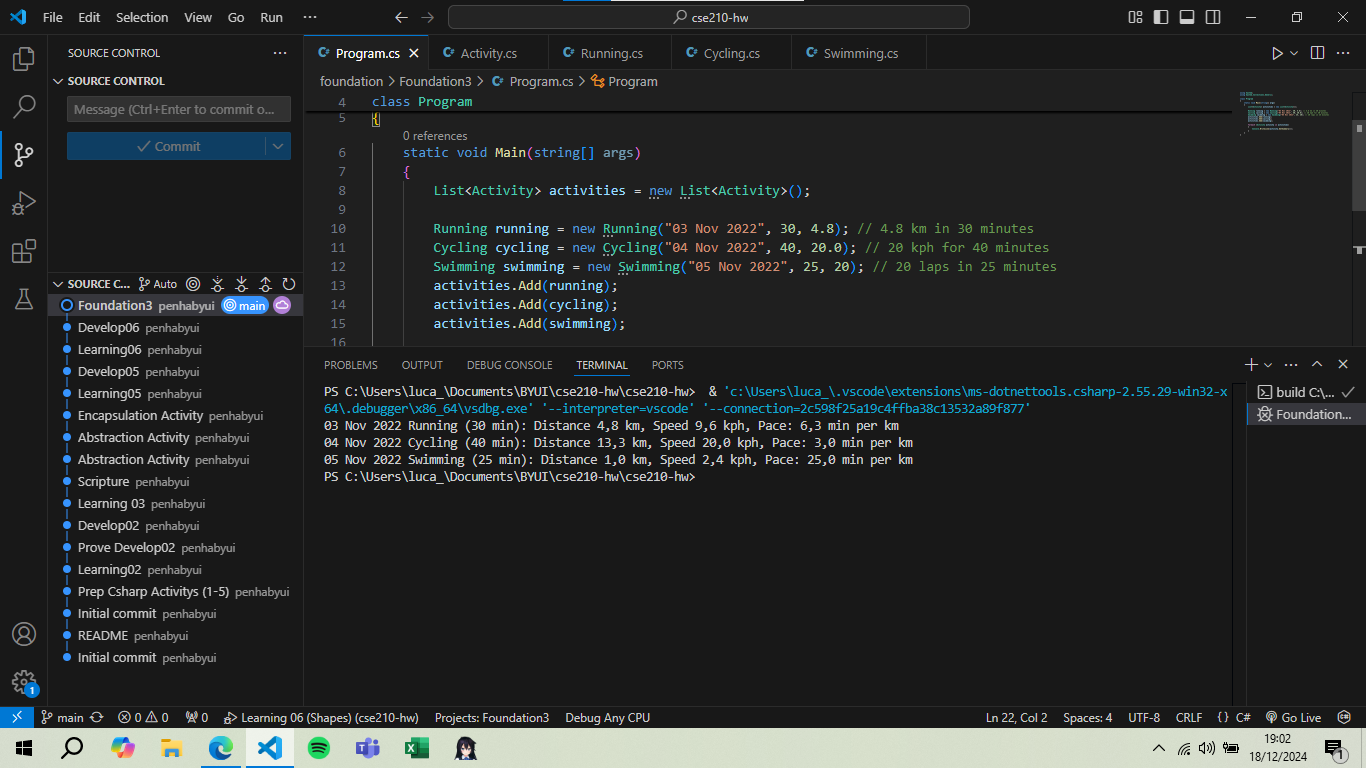 File Edit Selection View Go Run ··· cse210-hw
SOURCE CONTROL ···
SOURCE CONTROL
Message (Ctrl+Enter to commit o...
Commit
SOURCE C... Auto
Foundation3 penhabyui main
Develop06 penhabyui
Learning06 penhabyui
Develop05 penhabyui
Learning05 penhabyui
Encapsulation Activity penhabyui
Abstraction Activity penhabyui
Abstraction Activity penhabyui
Scripture penhabyui
Learning 03 penhabyui
Develop02 penhabyui
Prove Develop02 penhabyui
Learning02 penhabyui
Prep Csharp Activitys (1-5) penhabyui
Initial commit penhabyui
README penhabyui
Initial commit penhabyui
C# Program.cs C# Activity.cs C# Running.cs C# Cycling.cs C# Swimming.cs
foundation > Foundation3 > C# Program.cs > Program
4 class Program
5 {
0 references
6 static void Main(string[] args)
7 {
8 List<Activity> activities = new List<Activity>();
9
10 Running running = new Running("03 Nov 2022", 30, 4.8); // 4.8 km in 30 minutes
11 Cycling cycling = new Cycling("04 Nov 2022", 40, 20.0); // 20 kph for 40 minutes
12 Swimming swimming = new Swimming("05 Nov 2022", 25, 20); // 20 laps in 25 minutes
13 activities.Add(running);
14 activities.Add(cycling);
15 activities.Add(swimming);
16
PROBLEMS OUTPUT DEBUG CONSOLE TERMINAL PORTS
PS C:\Users\luca_\Documents\BYUI\cse210-hw\cse210-hw> & 'c:\Users\luca_\.vscode\extensions\ms-dotnettools.csharp-2.55.29-win32-x
64\.debugger\x86_64\vsdbg.exe' '--interpreter=vscode' '--connection=2c598f25a19c4ffba38c13532a89f877'
03 Nov 2022 Running (30 min): Distance 4,8 km, Speed 9,6 kph, Pace: 6,3 min per km
04 Nov 2022 Cycling (40 min): Distance 13,3 km, Speed 20,0 kph, Pace: 3,0 min per km
05 Nov 2022 Swimming (25 min): Distance 1,0 km, Speed 2,4 kph, Pace: 25,0 min per km
PS C:\Users\luca_\Documents\BYUI\cse210-hw\cse210-hw>
build C:\...
Foundation...
1
main 0 0 0 Learning 06 (Shapes) (cse210-hw) Projects: Foundation3 Debug Any CPU Ln 22, Col 2 Spaces: 4 UTF-8 CRLF {} C# Go Live
19:02
18/12/2024
1